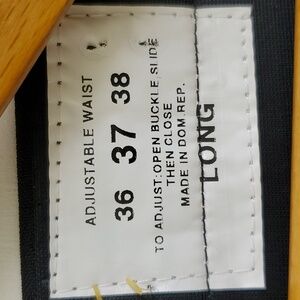 ADJUSTABLE WAIST
36 37 38
TO ADJUST:OPEN BUCKLE, SLIDE
THEN CLOSE
MADE IN DOM.REP.
LONG